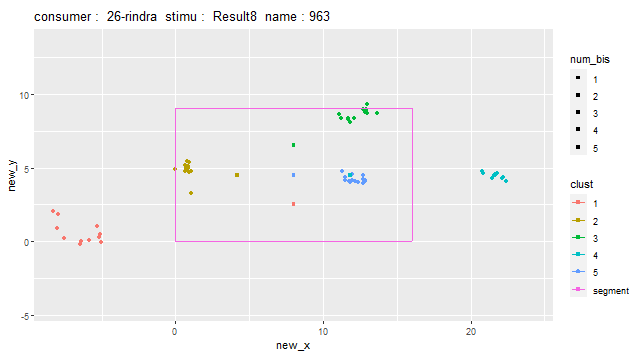 consumer : 26-rindra stimu : Result8 name : 963
new_y
10
5
0
-5
0
10
20
new_x
num_bis
1
2
3
4
5
clust
1
2
3
4
5
segment